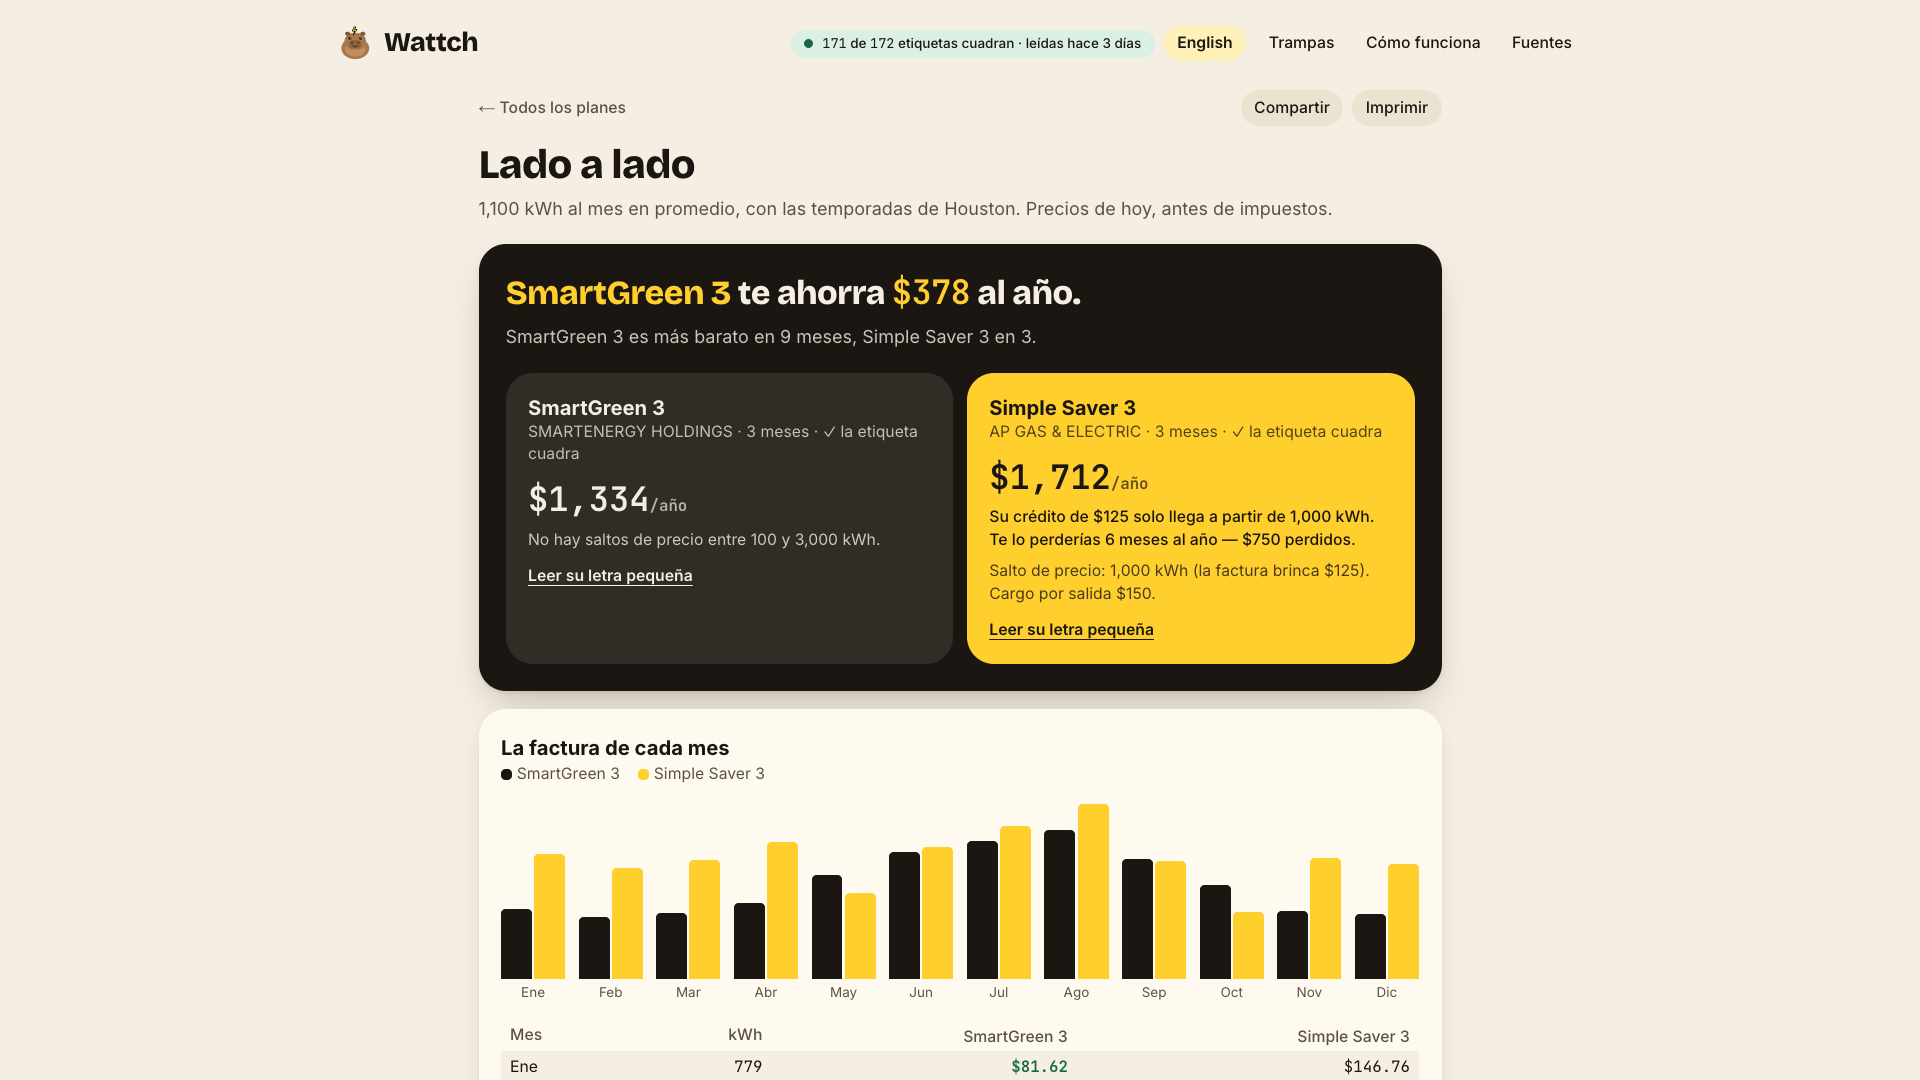 Wattch
171 de 172 etiquetas cuadran · leídas hace 3 días
English
Trampas
Cómo funciona
Fuentes
← Todos los planes
Compartir
Imprimir
Lado a lado
1,100 kWh al mes en promedio, con las temporadas de Houston. Precios de hoy, antes de impuestos.
SmartGreen 3 te ahorra $378 al año.
SmartGreen 3 es más barato en 9 meses, Simple Saver 3 en 3.
SmartGreen 3
SMARTENERGY HOLDINGS · 3 meses · ✓ la etiqueta
cuadra
$1,334/año
No hay saltos de precio entre 100 y 3,000 kWh.
Leer su letra pequeña
Simple Saver 3
AP GAS & ELECTRIC · 3 meses · ✓ la etiqueta cuadra
$1,712/año
Su crédito de $125 solo llega a partir de 1,000 kWh.
Te lo perderías 6 meses al año — $750 perdidos.
Salto de precio: 1,000 kWh (la factura brinca $125).
Cargo por salida $150.
Leer su letra pequeña
La factura de cada mes
SmartGreen 3 Simple Saver 3
Ene Feb Mar Abr May Jun Jul Ago Sep Oct Nov Dic
Mes kWh SmartGreen 3 Simple Saver 3
Ene 779 $81.62 $146.76